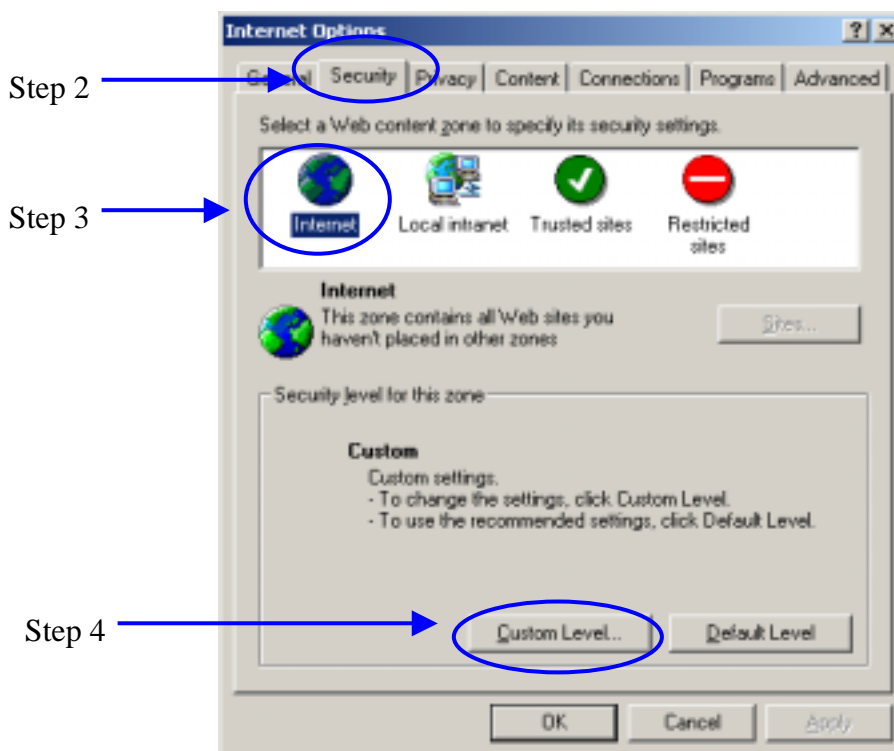 Internet Options
Step 2
General Security Privacy Content Connections Programs Advanced
Select a Web content zone to specify its security settings.
Step 3
Internet Local intranet Trusted sites Restricted
sites
Internet
This zone contains all Web sites you
haven't placed in other zones
Sites...
Security level for this zone
Custom
Custom settings.
- To change the settings, click Custom Level.
- To use the recommended settings, click Default Level.
Step 4
Custom Level... Default Level
OK Cancel Apply